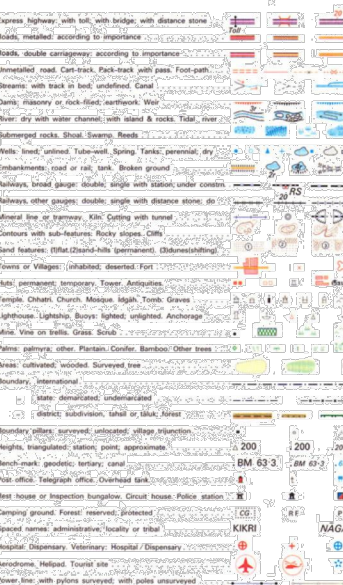 Express highway: with toll; with bridge; with distance stone
Toll
Roads, metalled: according to importance
Roads, double carriageway: according to importance
Unmetalled road. Cart-track. Pack-track with pass. Foot-path
Streams: with track in bed; undefined. Canal
Dams: masonry or rock-filled; earthwork. Weir
River: dry with water channel; with island & rocks. Tidal river
Submerged rocks. Shoal. Swamp. Reeds
Wells: lined; unlined. Tube-well. Spring. Tanks: perennial; dry
Embankments: road or rail; tank. Broken ground
Railways, broad gauge: double; single with station; under constrn.
RS
Railways, other gauges: double; single with distance stone; do
20
Mineral line or tramway. Kiln. Cutting with tunnel
Contours with sub-features. Rocky slopes. Cliffs
Sand features: (1)flat.(2)sand-hills (permanent). (3)dunes(shifting).
Towns or Villages: inhabited; deserted. Fort
Huts: permanent; temporary. Tower. Antiquities
Temple. Chhatri. Church. Mosque. Idgah. Tomb. Graves
Lighthouse. Lightship. Buoys: lighted; unlighted. Anchorage
Mine. Vine on trellis. Grass. Scrub
Palms: palmyra; other. Plantain. Conifer. Bamboo. Other trees
Areas: cultivated; wooded. Surveyed tree
Boundary, international
state: demarcated; undemarcated
district; subdivision, tahsil or taluk; forest
Boundary pillars: surveyed; unlocated; village trijunction
Heights, triangulated: station; point; approximate
200 .200
Bench-mark: geodetic; tertiary; canal
BM 63·3 BM 63·3
Post office. Telegraph office. Overhead tank
Rest house or Inspection bungalow. Circuit house. Police station
Camping ground. Forest: reserved; protected
CG RF P
Spaced names: administrative; locality or tribal
KIKRI NAG
Hospital. Dispensary. Veterinary: Hospital / Dispensary
Aerodrome. Helipad. Tourist site
Power line: with pylons surveyed; with poles unsurveyed